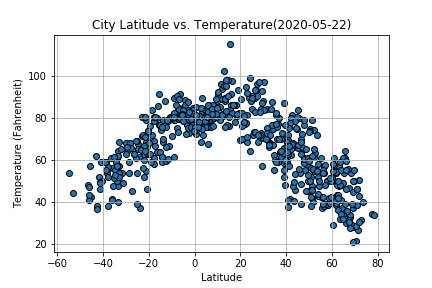 City Latitude vs. Temperature(2020-05-22)
Temperature (Fahrenheit)
100
80
60
40
20
−60 −40 −20 0 20 40 60 80
Latitude